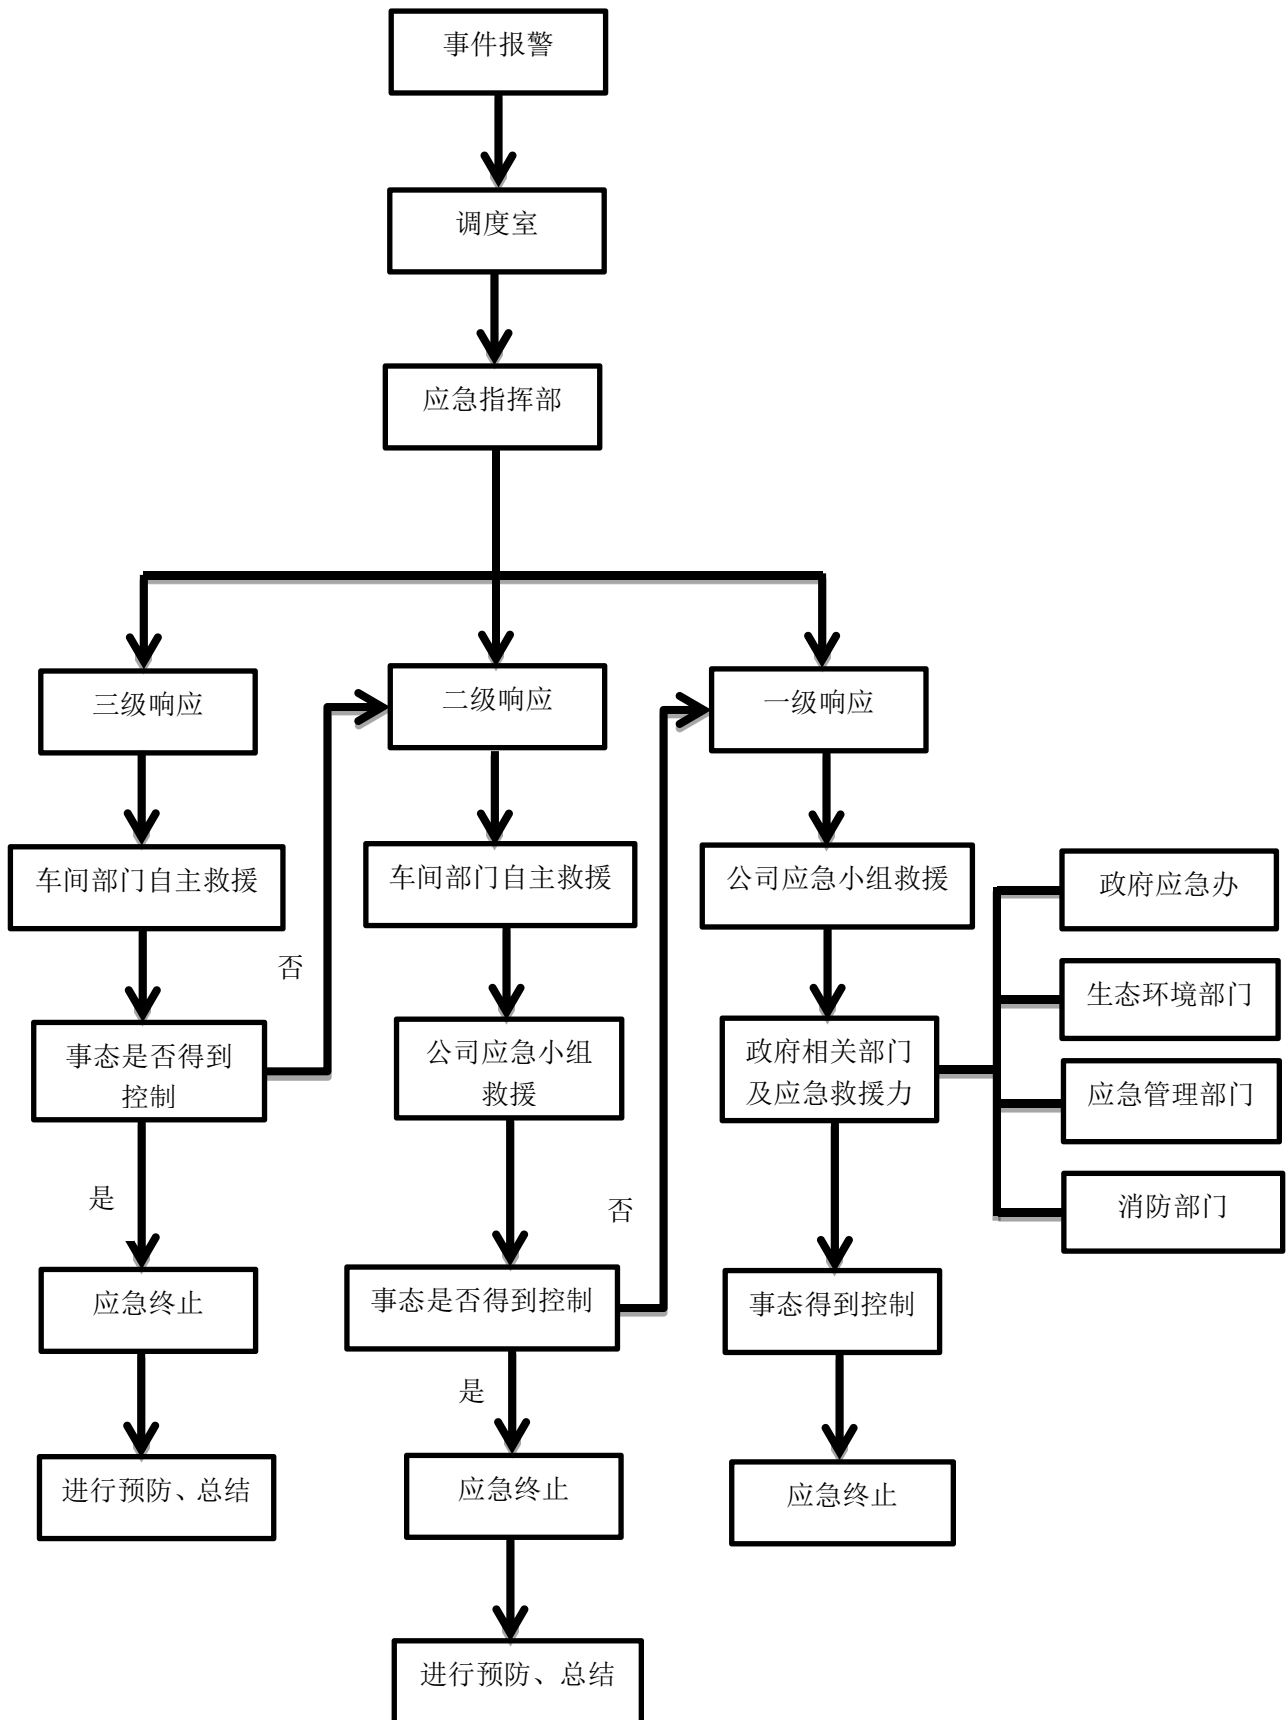 事件报警
调度室
应急指挥部
三级响应
二级响应
一级响应
车间部门自主救援
车间部门自主救援
公司应急小组救援
政府应急办
否
生态环境部门
事态是否得到
控制
公司应急小组
救援
政府相关部门
及应急救援力
应急管理部门
是
否
消防部门
应急终止
事态是否得到控制
事态得到控制
是
进行预防、总结
应急终止
应急终止
进行预防、总结